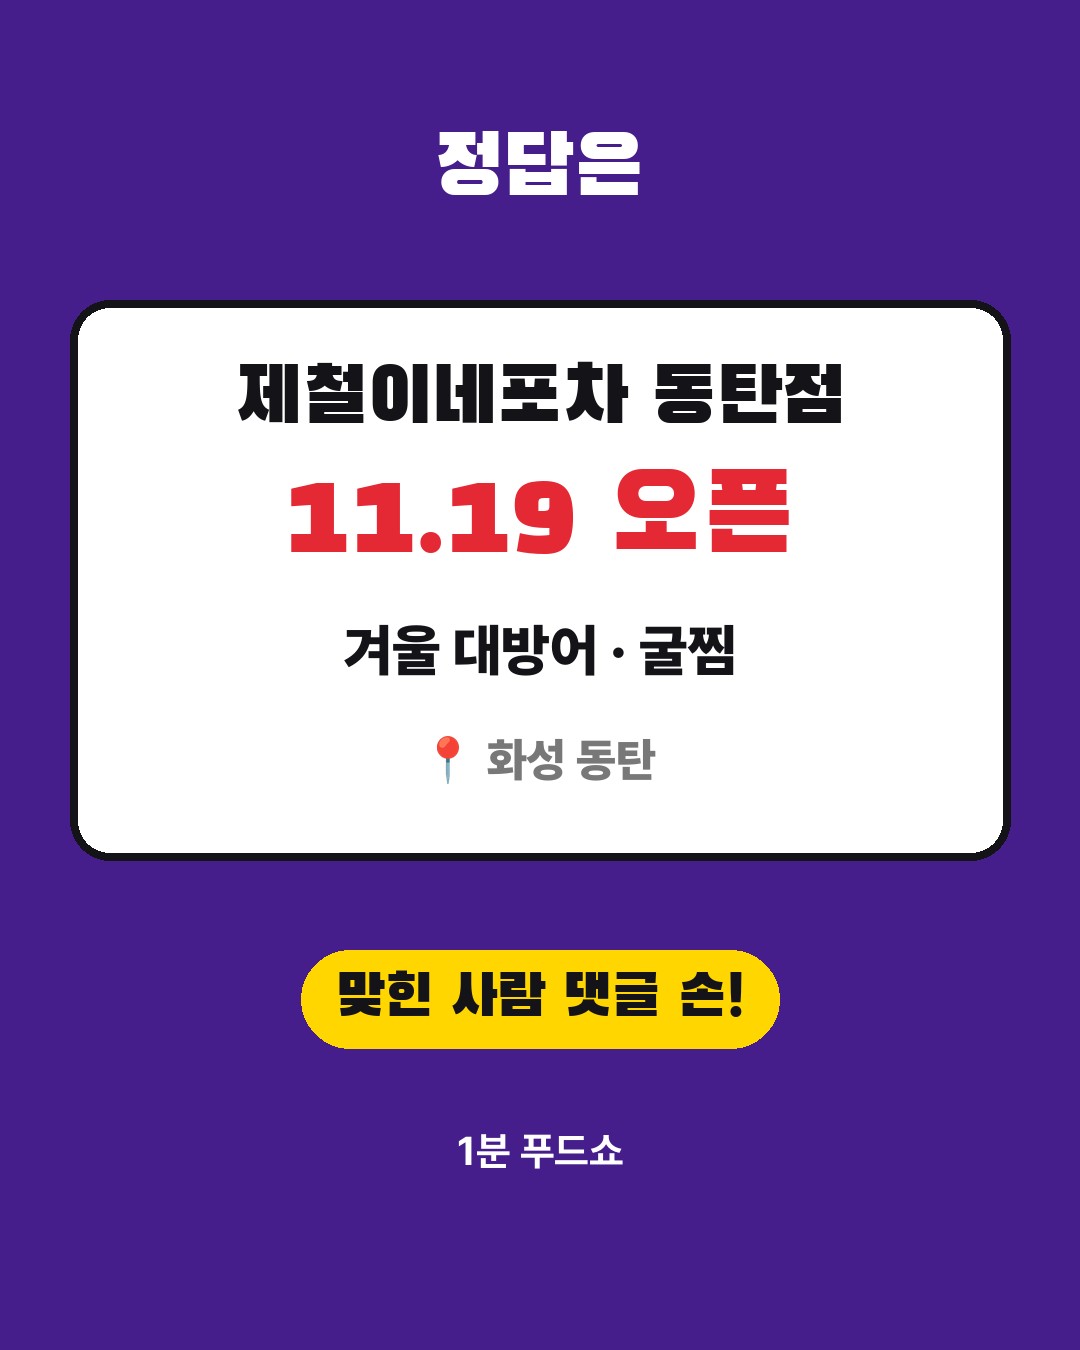 정답은
제철이네포차 동탄점
11.19 오픈
겨울 대방어 · 굴찜
📍 화성 동탄
맞힌 사람 댓글 손!
1분 푸드쇼